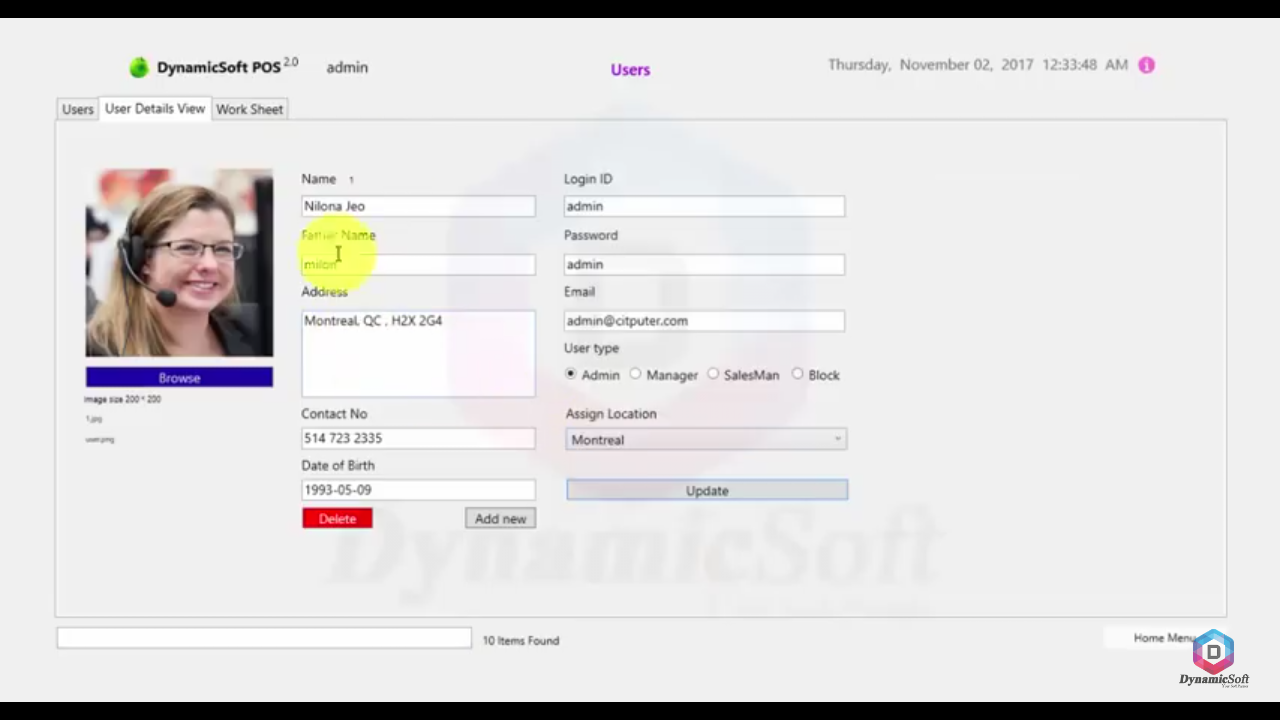 DynamicSoft POS 2.0
admin
Users
Thursday, November 02, 2017 12:33:48 AM
Users
User Details View
Work Sheet
Name 1
Nilona Jeo
Father Name
milon
Address
Montreal, QC , H2X 2G4
Contact No
514 723 2335
Date of Birth
1993-05-09
Delete
Add new
Login ID
admin
Password
admin
Email
admin@citputer.com
User type
Admin
Manager
SalesMan
Block
Assign Location
Montreal
Update
Browse
image size 200 * 200
1.jpg
user.png
DynamicSoft
10 Items Found
Home Menu
D
DynamicSoft